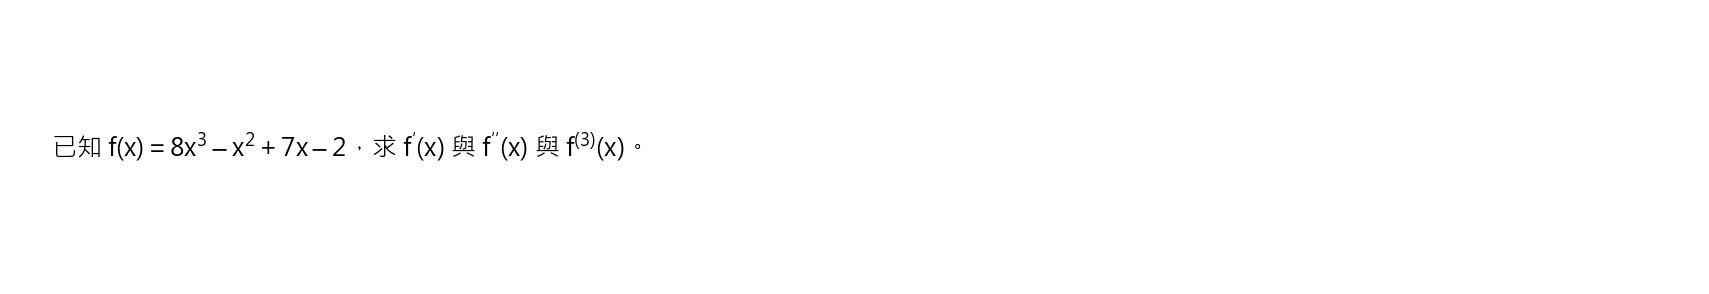 已知 f(x) = 8x³ – x² + 7x – 2，求 f′(x) 與 f′′(x) 與 f⁽³⁾(x)。